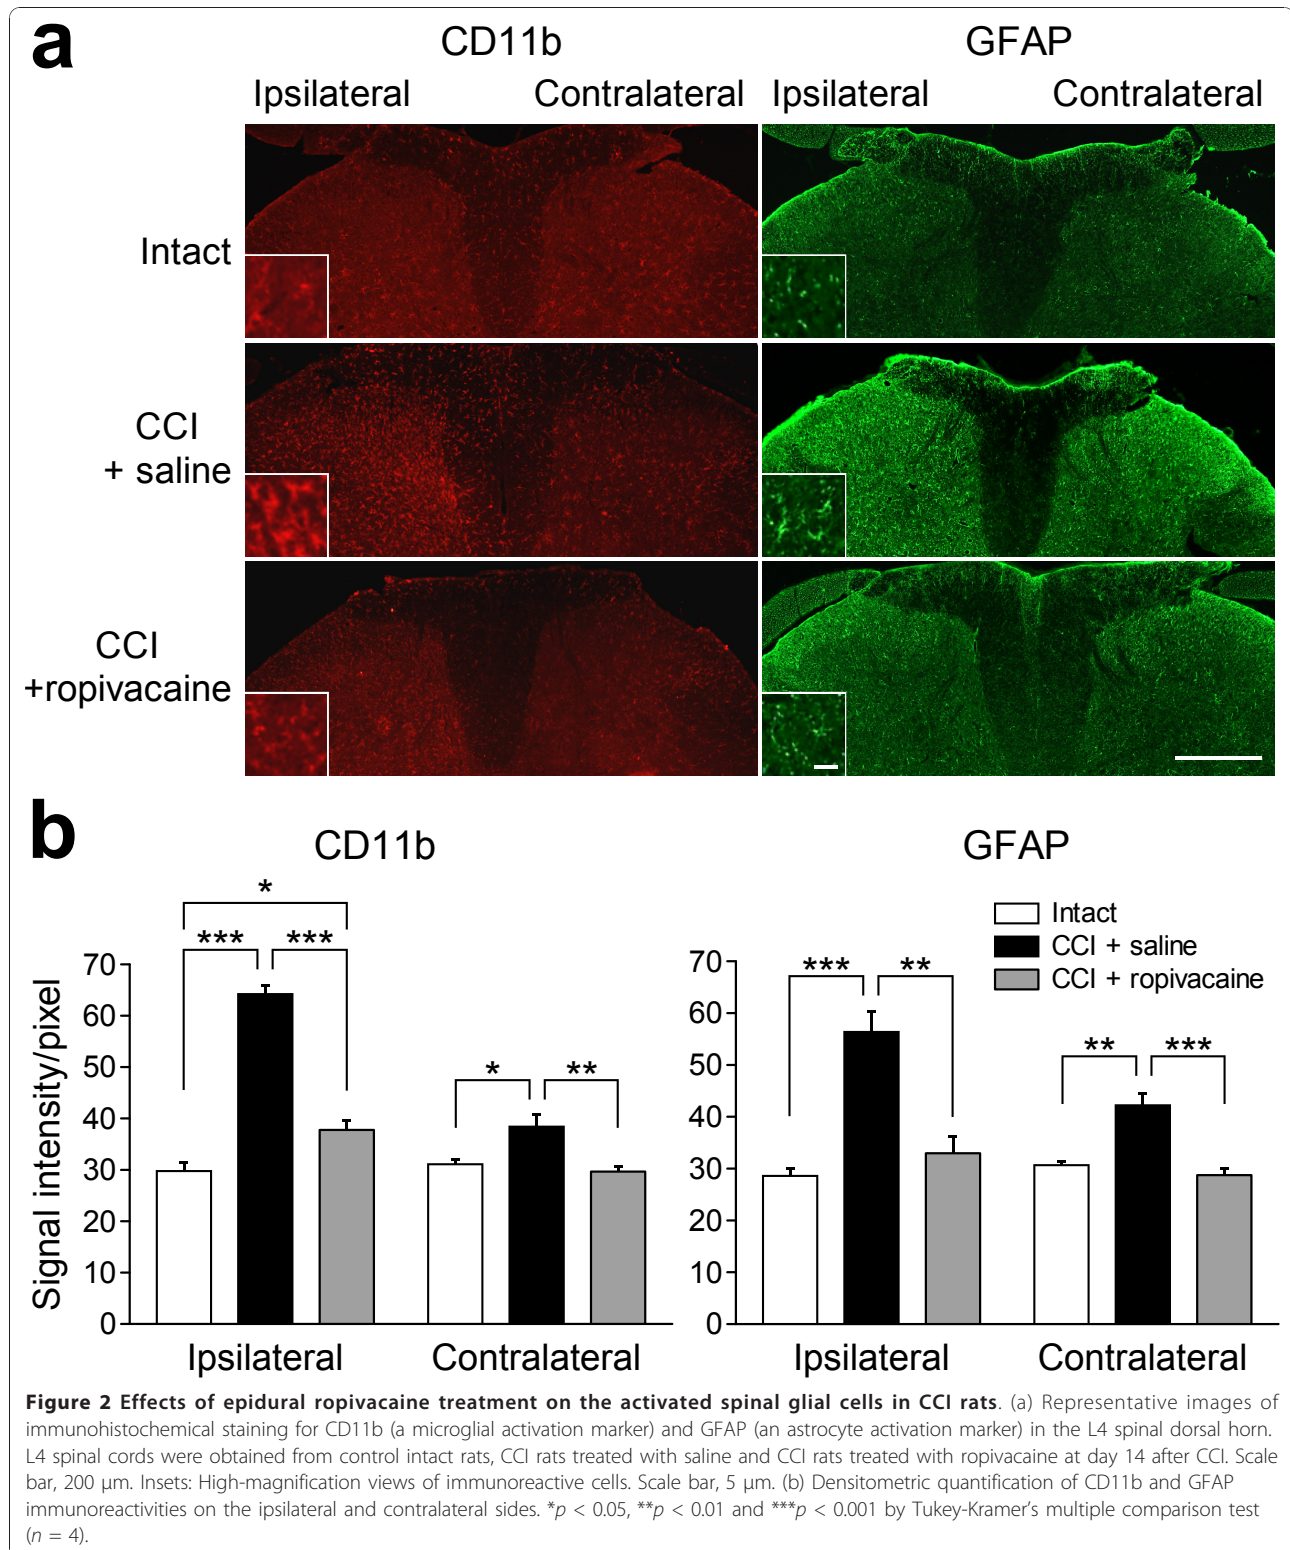 a
CD11b GFAP
Ipsilateral Contralateral Ipsilateral Contralateral
Intact
CCI
+ saline
CCI
+ropivacaine
b
CD11b GFAP
Intact
CCI + saline
CCI + ropivacaine
* *** *** * **
*** ** ** ***
Signal intensity/pixel
70
60
50
40
30
20
10
0
70
60
50
40
30
20
10
0
Ipsilateral Contralateral Ipsilateral Contralateral
Figure 2 Effects of epidural ropivacaine treatment on the activated spinal glial cells in CCI rats. (a) Representative images of
immunohistochemical staining for CD11b (a microglial activation marker) and GFAP (an astrocyte activation marker) in the L4 spinal dorsal horn.
L4 spinal cords were obtained from control intact rats, CCI rats treated with saline and CCI rats treated with ropivacaine at day 14 after CCI. Scale
bar, 200 μm. Insets: High-magnification views of immunoreactive cells. Scale bar, 5 μm. (b) Densitometric quantification of CD11b and GFAP
immunoreactivities on the ipsilateral and contralateral sides. *p < 0.05, **p < 0.01 and ***p < 0.001 by Tukey-Kramer's multiple comparison test
(n = 4).